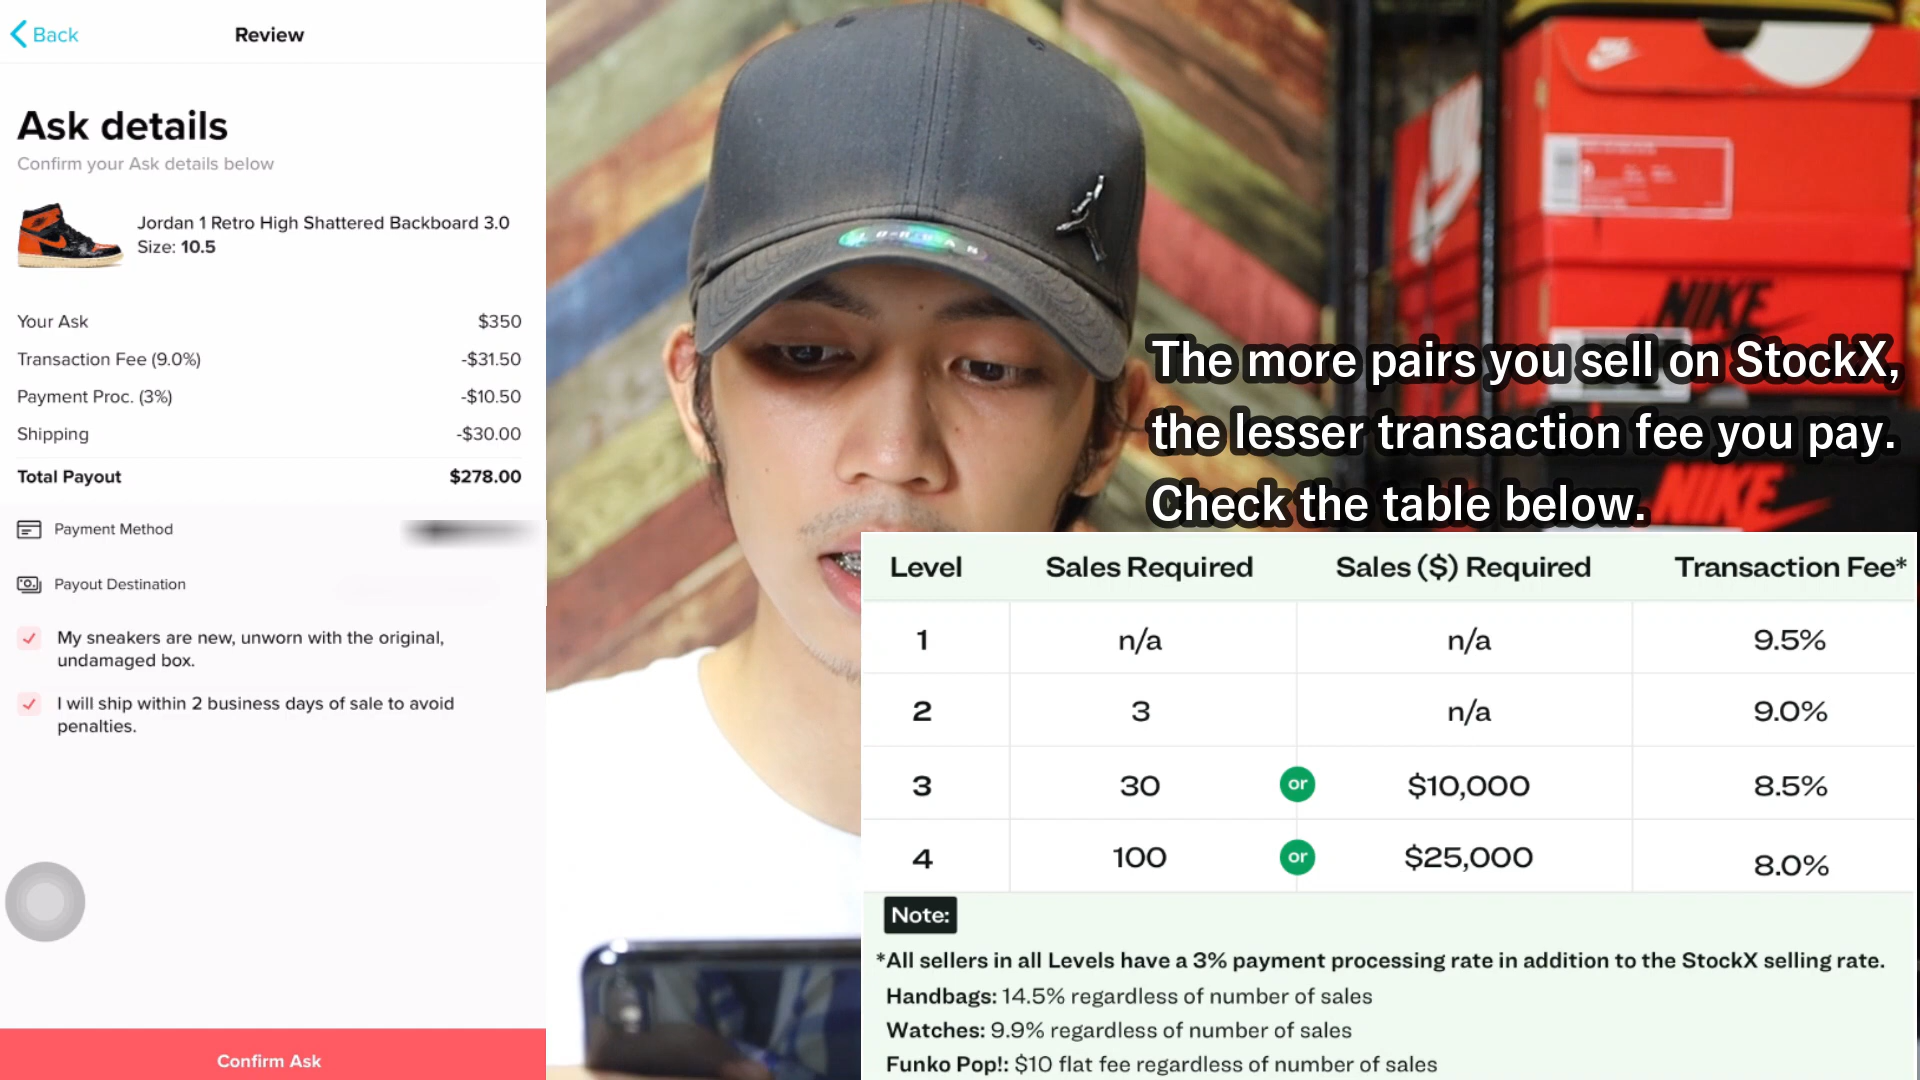 Back
Review
Ask details
Confirm your Ask details below
Jordan 1 Retro High Shattered Backboard 3.0
Size: 10.5
Your Ask $350
Transaction Fee (9.0%) -$31.50
Payment Proc. (3%) -$10.50
Shipping -$30.00
Total Payout $278.00
Payment Method
Payout Destination
My sneakers are new, unworn with the original,
undamaged box.
I will ship within 2 business days of sale to avoid
penalties.
Confirm Ask
JORDAN
NIKE
NIKE
The more pairs you sell on StockX,
the lesser transaction fee you pay.
Check the table below.
Level Sales Required Sales ($) Required Transaction Fee*
1 n/a n/a 9.5%
2 3 n/a 9.0%
3 30 or $10,000 8.5%
4 100 or $25,000 8.0%
Note:
*All sellers in all Levels have a 3% payment processing rate in addition to the StockX selling rate.
Handbags: 14.5% regardless of number of sales
Watches: 9.9% regardless of number of sales
Funko Pop!: $10 flat fee regardless of number of sales